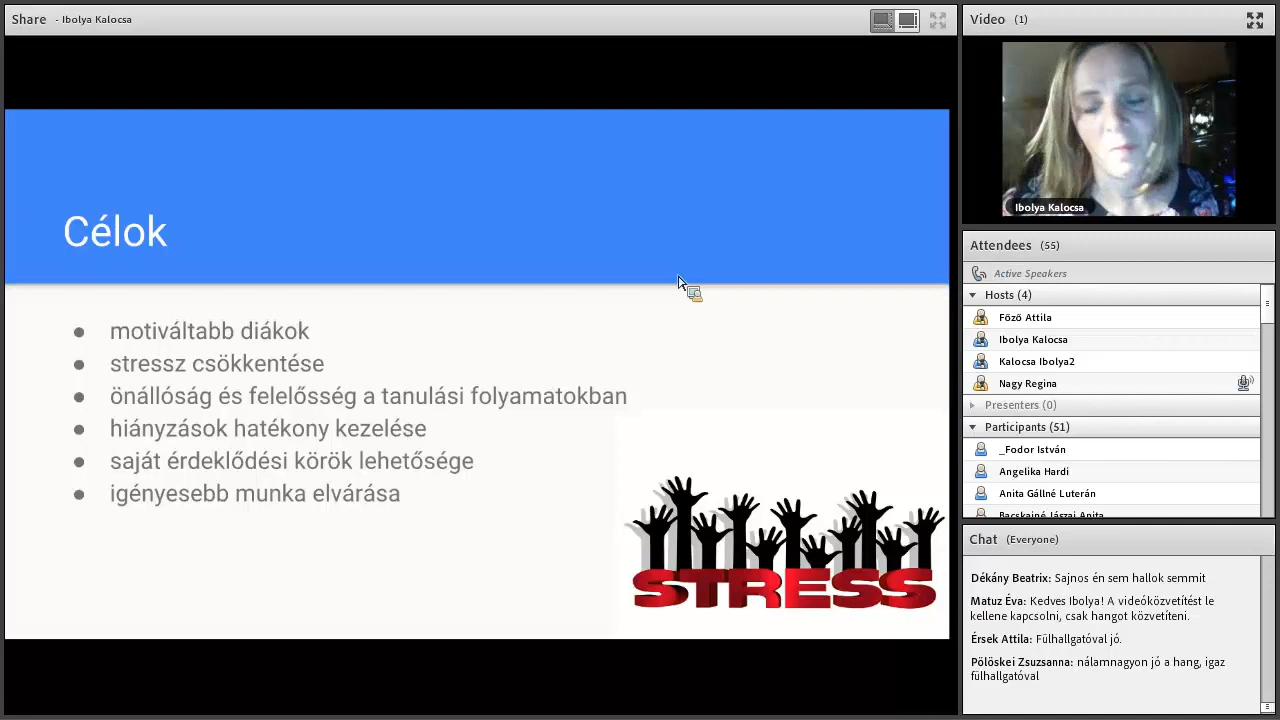 Share - Ibolya Kalocsa
Célok
● motiváltabb diákok
● stressz csökkentése
● önállóság és felelősség a tanulási folyamatokban
● hiányzások hatékony kezelése
● saját érdeklődési körök lehetősége
● igényesebb munka elvárása
STRESS
Video (1)
Ibolya Kalocsa
Attendees (55)
Active Speakers
Hosts (4)
Főző Attila
Ibolya Kalocsa
Kalocsa Ibolya2
Nagy Regina
Presenters (0)
Participants (51)
_Fodor István
Angelika Hardi
Anita Gállné Luterán
Bacskainé Jászai Anita
Chat (Everyone)
Dékány Beatrix: Sajnos én sem hallok semmit
Matuz Éva: Kedves Ibolya! A videóközvetítést le
kellene kapcsolni, csak hangot közvetíteni.
Érsek Attila: Fülhallgatóval jó.
Pölöskei Zsuzsanna: nálamnagyon jó a hang, igaz
fülhallgatóval